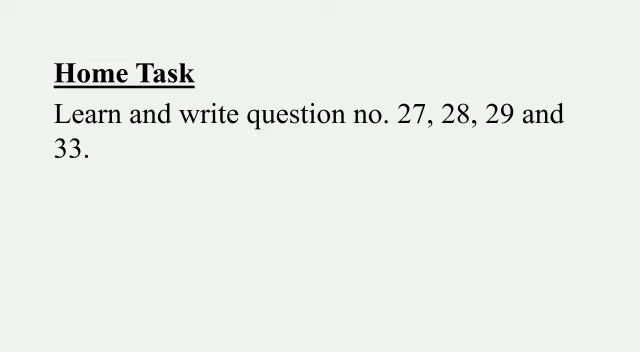 Home Task
Learn and write question no. 27, 28, 29 and
33.